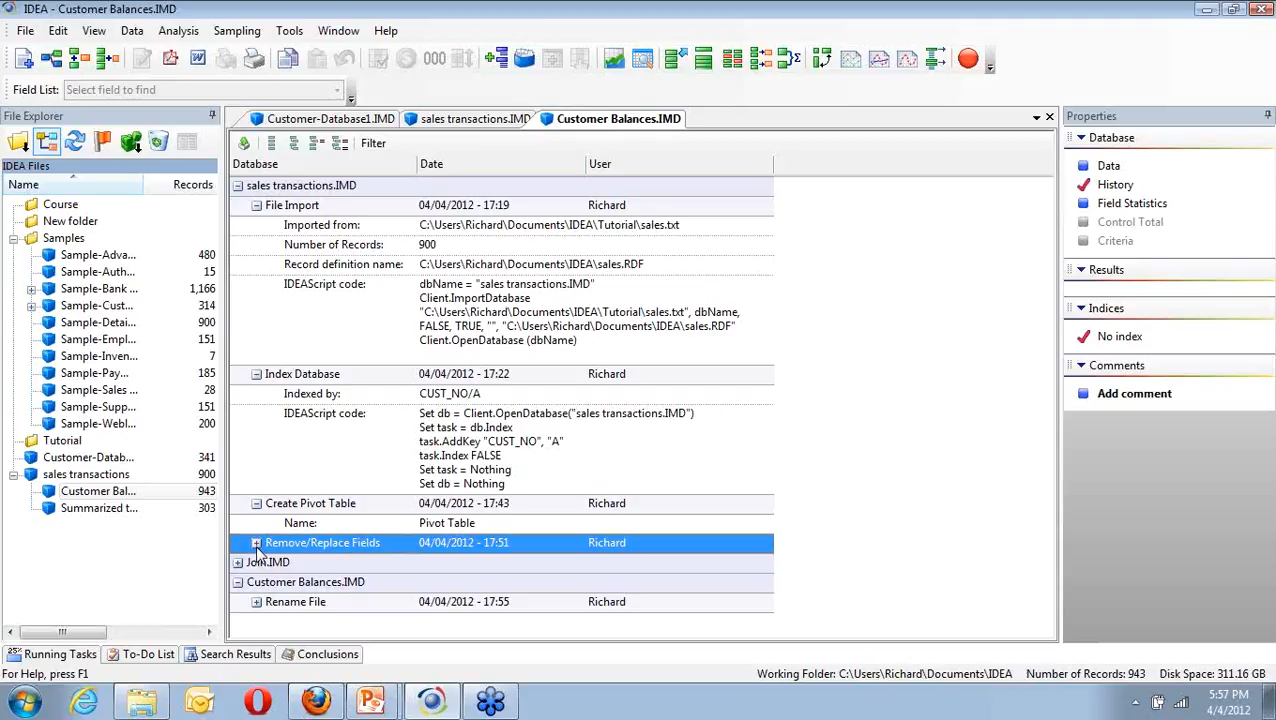 IDEA - Customer Balances.IMD
File Edit View Data Analysis Sampling Tools Window Help
Field List: Select field to find
File Explorer
IDEA Files
Name Records
Course
New folder
Samples
Sample-Adva... 480
Sample-Auth... 15
Sample-Bank ... 1,166
Sample-Cust... 314
Sample-Detai... 900
Sample-Empl... 151
Sample-Inven... 7
Sample-Pay... 185
Sample-Sales ... 28
Sample-Supp... 151
Sample-Webl... 200
Tutorial
Customer-Datab... 341
sales transactions 900
Customer Bal... 943
Summarized t... 303
Customer-Database1.IMD sales transactions.IMD Customer Balances.IMD
Filter
Database Date User
sales transactions.IMD
File Import 04/04/2012 - 17:19 Richard
Imported from: C:\Users\Richard\Documents\IDEA\Tutorial\sales.txt
Number of Records: 900
Record definition name: C:\Users\Richard\Documents\IDEA\sales.RDF
IDEAScript code: dbName = "sales transactions.IMD"
Client.ImportDatabase
"C:\Users\Richard\Documents\IDEA\Tutorial\sales.txt", dbName,
FALSE, TRUE, "", "C:\Users\Richard\Documents\IDEA\sales.RDF"
Client.OpenDatabase (dbName)
Index Database 04/04/2012 - 17:22 Richard
Indexed by: CUST_NO/A
IDEAScript code: Set db = Client.OpenDatabase("sales transactions.IMD")
Set task = db.Index
task.AddKey "CUST_NO", "A"
task.Index FALSE
Set task = Nothing
Set db = Nothing
Create Pivot Table 04/04/2012 - 17:43 Richard
Name: Pivot Table
Remove/Replace Fields 04/04/2012 - 17:51 Richard
Join.IMD
Customer Balances.IMD
Rename File 04/04/2012 - 17:55 Richard
Properties
Database
Data
History
Field Statistics
Control Total
Criteria
Results
Indices
No index
Comments
Add comment
Running Tasks To-Do List Search Results Conclusions
For Help, press F1 Working Folder: C:\Users\Richard\Documents\IDEA Number of Records: 943 Disk Space: 311.16 GB
5:57 PM
4/4/2012